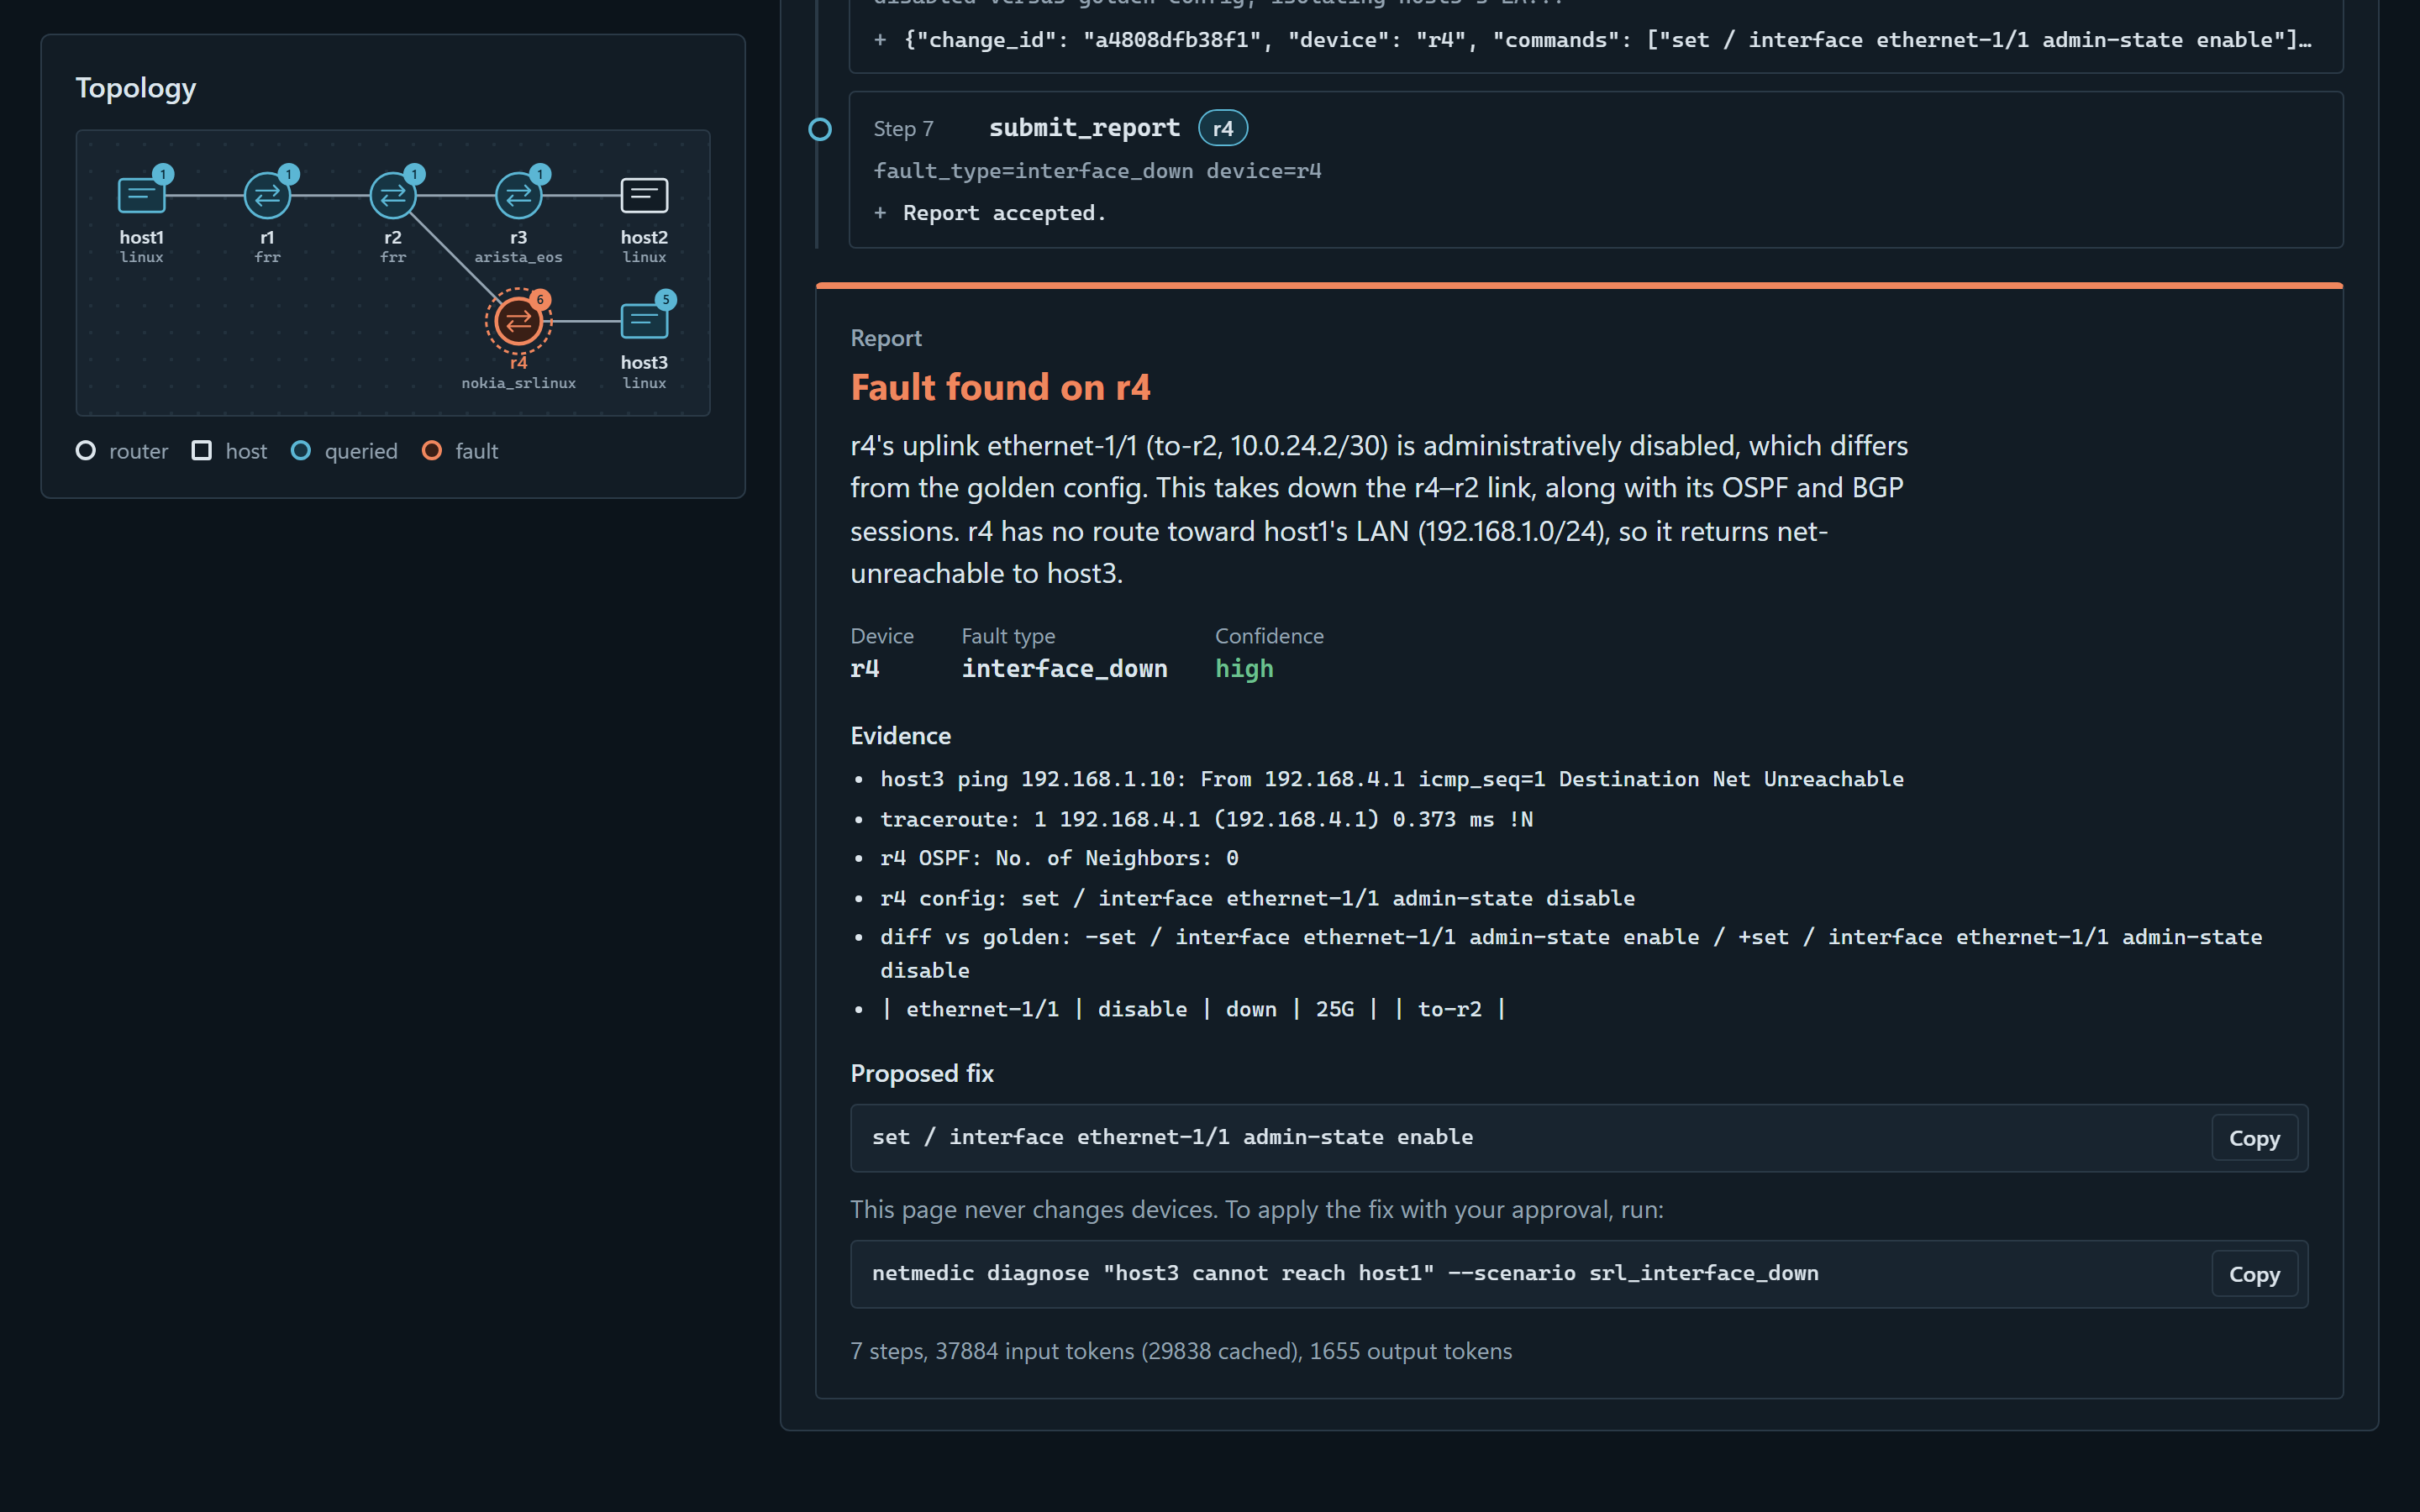 Topology
1
1
1
1
host1
r1
r2
r3
host2
linux
frr
frr
arista_eos
linux
6
5
r4
host3
nokia_srlinux
linux
router
host
queried
fault
+ {"change_id": "a4808dfb38f1", "device": "r4", "commands": ["set / interface ethernet-1/1 admin-state enable"]…
Step 7 submit_report r4
fault_type=interface_down device=r4
+ Report accepted.
Report
Fault found on r4
r4's uplink ethernet-1/1 (to-r2, 10.0.24.2/30) is administratively disabled, which differs
from the golden config. This takes down the r4–r2 link, along with its OSPF and BGP
sessions. r4 has no route toward host1's LAN (192.168.1.0/24), so it returns net-
unreachable to host3.
Device Fault type Confidence
r4 interface_down high
Evidence
• host3 ping 192.168.1.10: From 192.168.4.1 icmp_seq=1 Destination Net Unreachable
• traceroute: 1 192.168.4.1 (192.168.4.1) 0.373 ms !N
• r4 OSPF: No. of Neighbors: 0
• r4 config: set / interface ethernet-1/1 admin-state disable
• diff vs golden: -set / interface ethernet-1/1 admin-state enable / +set / interface ethernet-1/1 admin-state
disable
• | ethernet-1/1 | disable | down | 25G | | to-r2 |
Proposed fix
set / interface ethernet-1/1 admin-state enable
Copy
This page never changes devices. To apply the fix with your approval, run:
netmedic diagnose "host3 cannot reach host1" --scenario srl_interface_down
Copy
7 steps, 37884 input tokens (29838 cached), 1655 output tokens